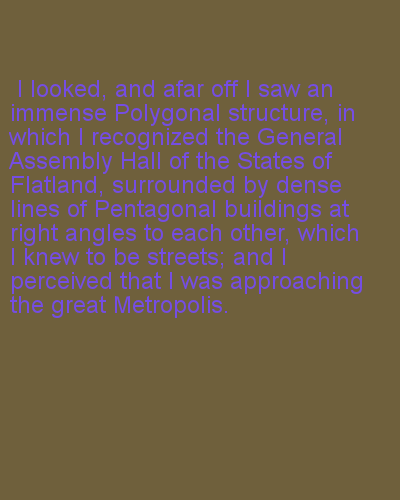 I looked, and afar off I saw an
immense Polygonal structure, in
which I recognized the General
Assembly Hall of the States of
Flatland, surrounded by dense
lines of Pentagonal buildings at
right angles to each other, which
I knew to be streets; and I
perceived that I was approaching
the great Metropolis.